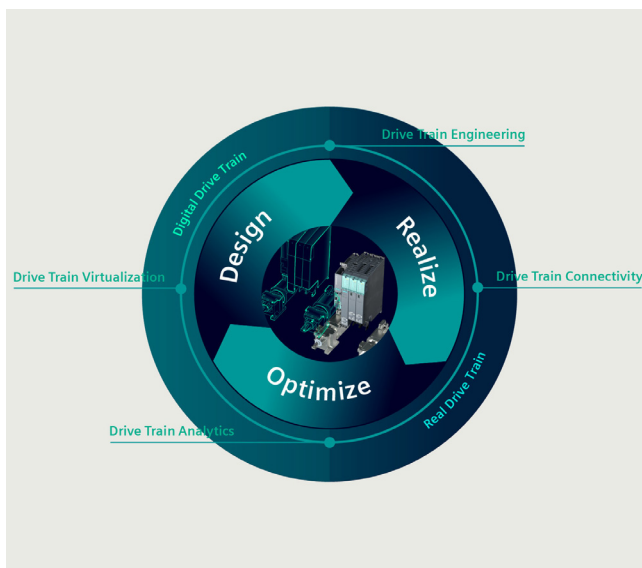 Drive Train Engineering
Digital Drive Train
Design
Realize
Drive Train Virtualization
Drive Train Connectivity
Optimize
Real Drive Train
Drive Train Analytics